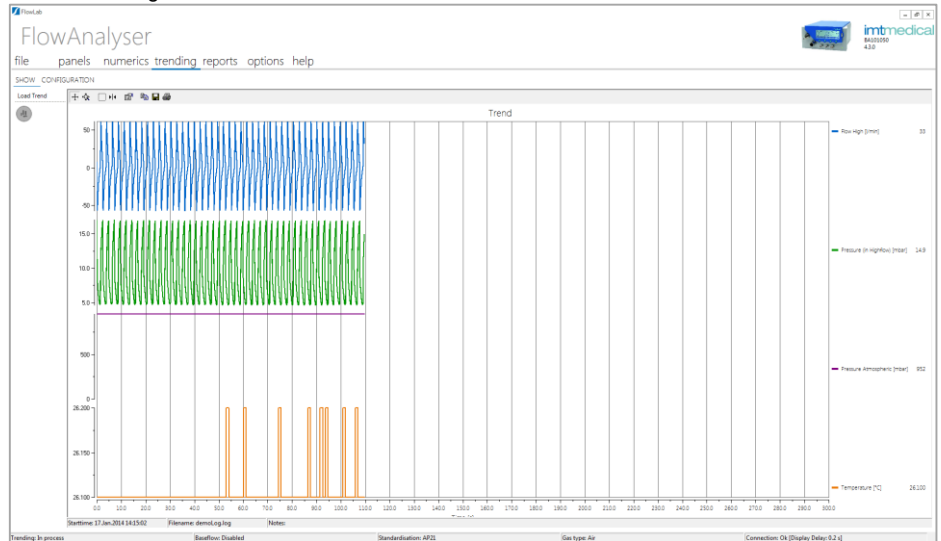 FlowLab
FlowAnalyser
imtmedical
BA101050
4.3.0
file panels numerics trending reports options help
SHOW CONFIGURATION
Load Trend
Trend
50
0
-50
Flow High [l/min] 33
15.0
10.0
5.0
Pressure (in HighFlow) [mbar] 14.9
500
0
Pressure Atmospheric [mbar] 952
26.200
26.150
26.100
Temperature [°C] 26.100
0.0 10.0 20.0 30.0 40.0 50.0 60.0 70.0 80.0 90.0 100.0 110.0 120.0 130.0 140.0 150.0 160.0 170.0 180.0 190.0 200.0 210.0 220.0 230.0 240.0 250.0 260.0 270.0 280.0 290.0 300.0
Starttime: 17.Jan.2014 14:15:02 Filename: demoLog.log Notes:
Trending: In process Baseflow: Disabled Standardisation: AP21 Gas type: Air Connection: Ok [Display Delay: 0.2 s]